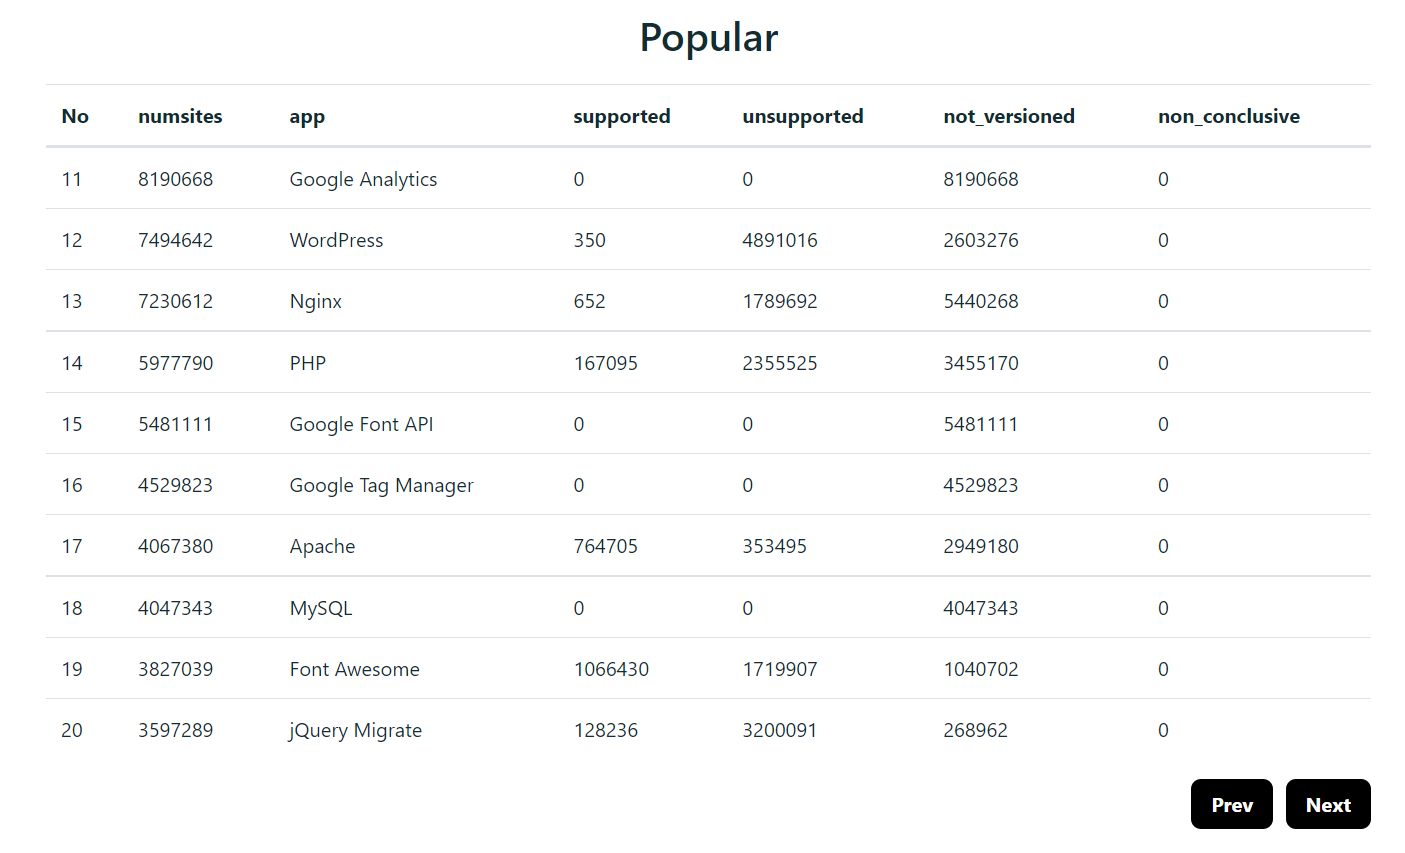 Popular
No numsites app supported unsupported not_versioned non_conclusive
11 8190668 Google Analytics 0 0 8190668 0
12 7494642 WordPress 350 4891016 2603276 0
13 7230612 Nginx 652 1789692 5440268 0
14 5977790 PHP 167095 2355525 3455170 0
15 5481111 Google Font API 0 0 5481111 0
16 4529823 Google Tag Manager 0 0 4529823 0
17 4067380 Apache 764705 353495 2949180 0
18 4047343 MySQL 0 0 4047343 0
19 3827039 Font Awesome 1066430 1719907 1040702 0
20 3597289 jQuery Migrate 128236 3200091 268962 0
Prev Next